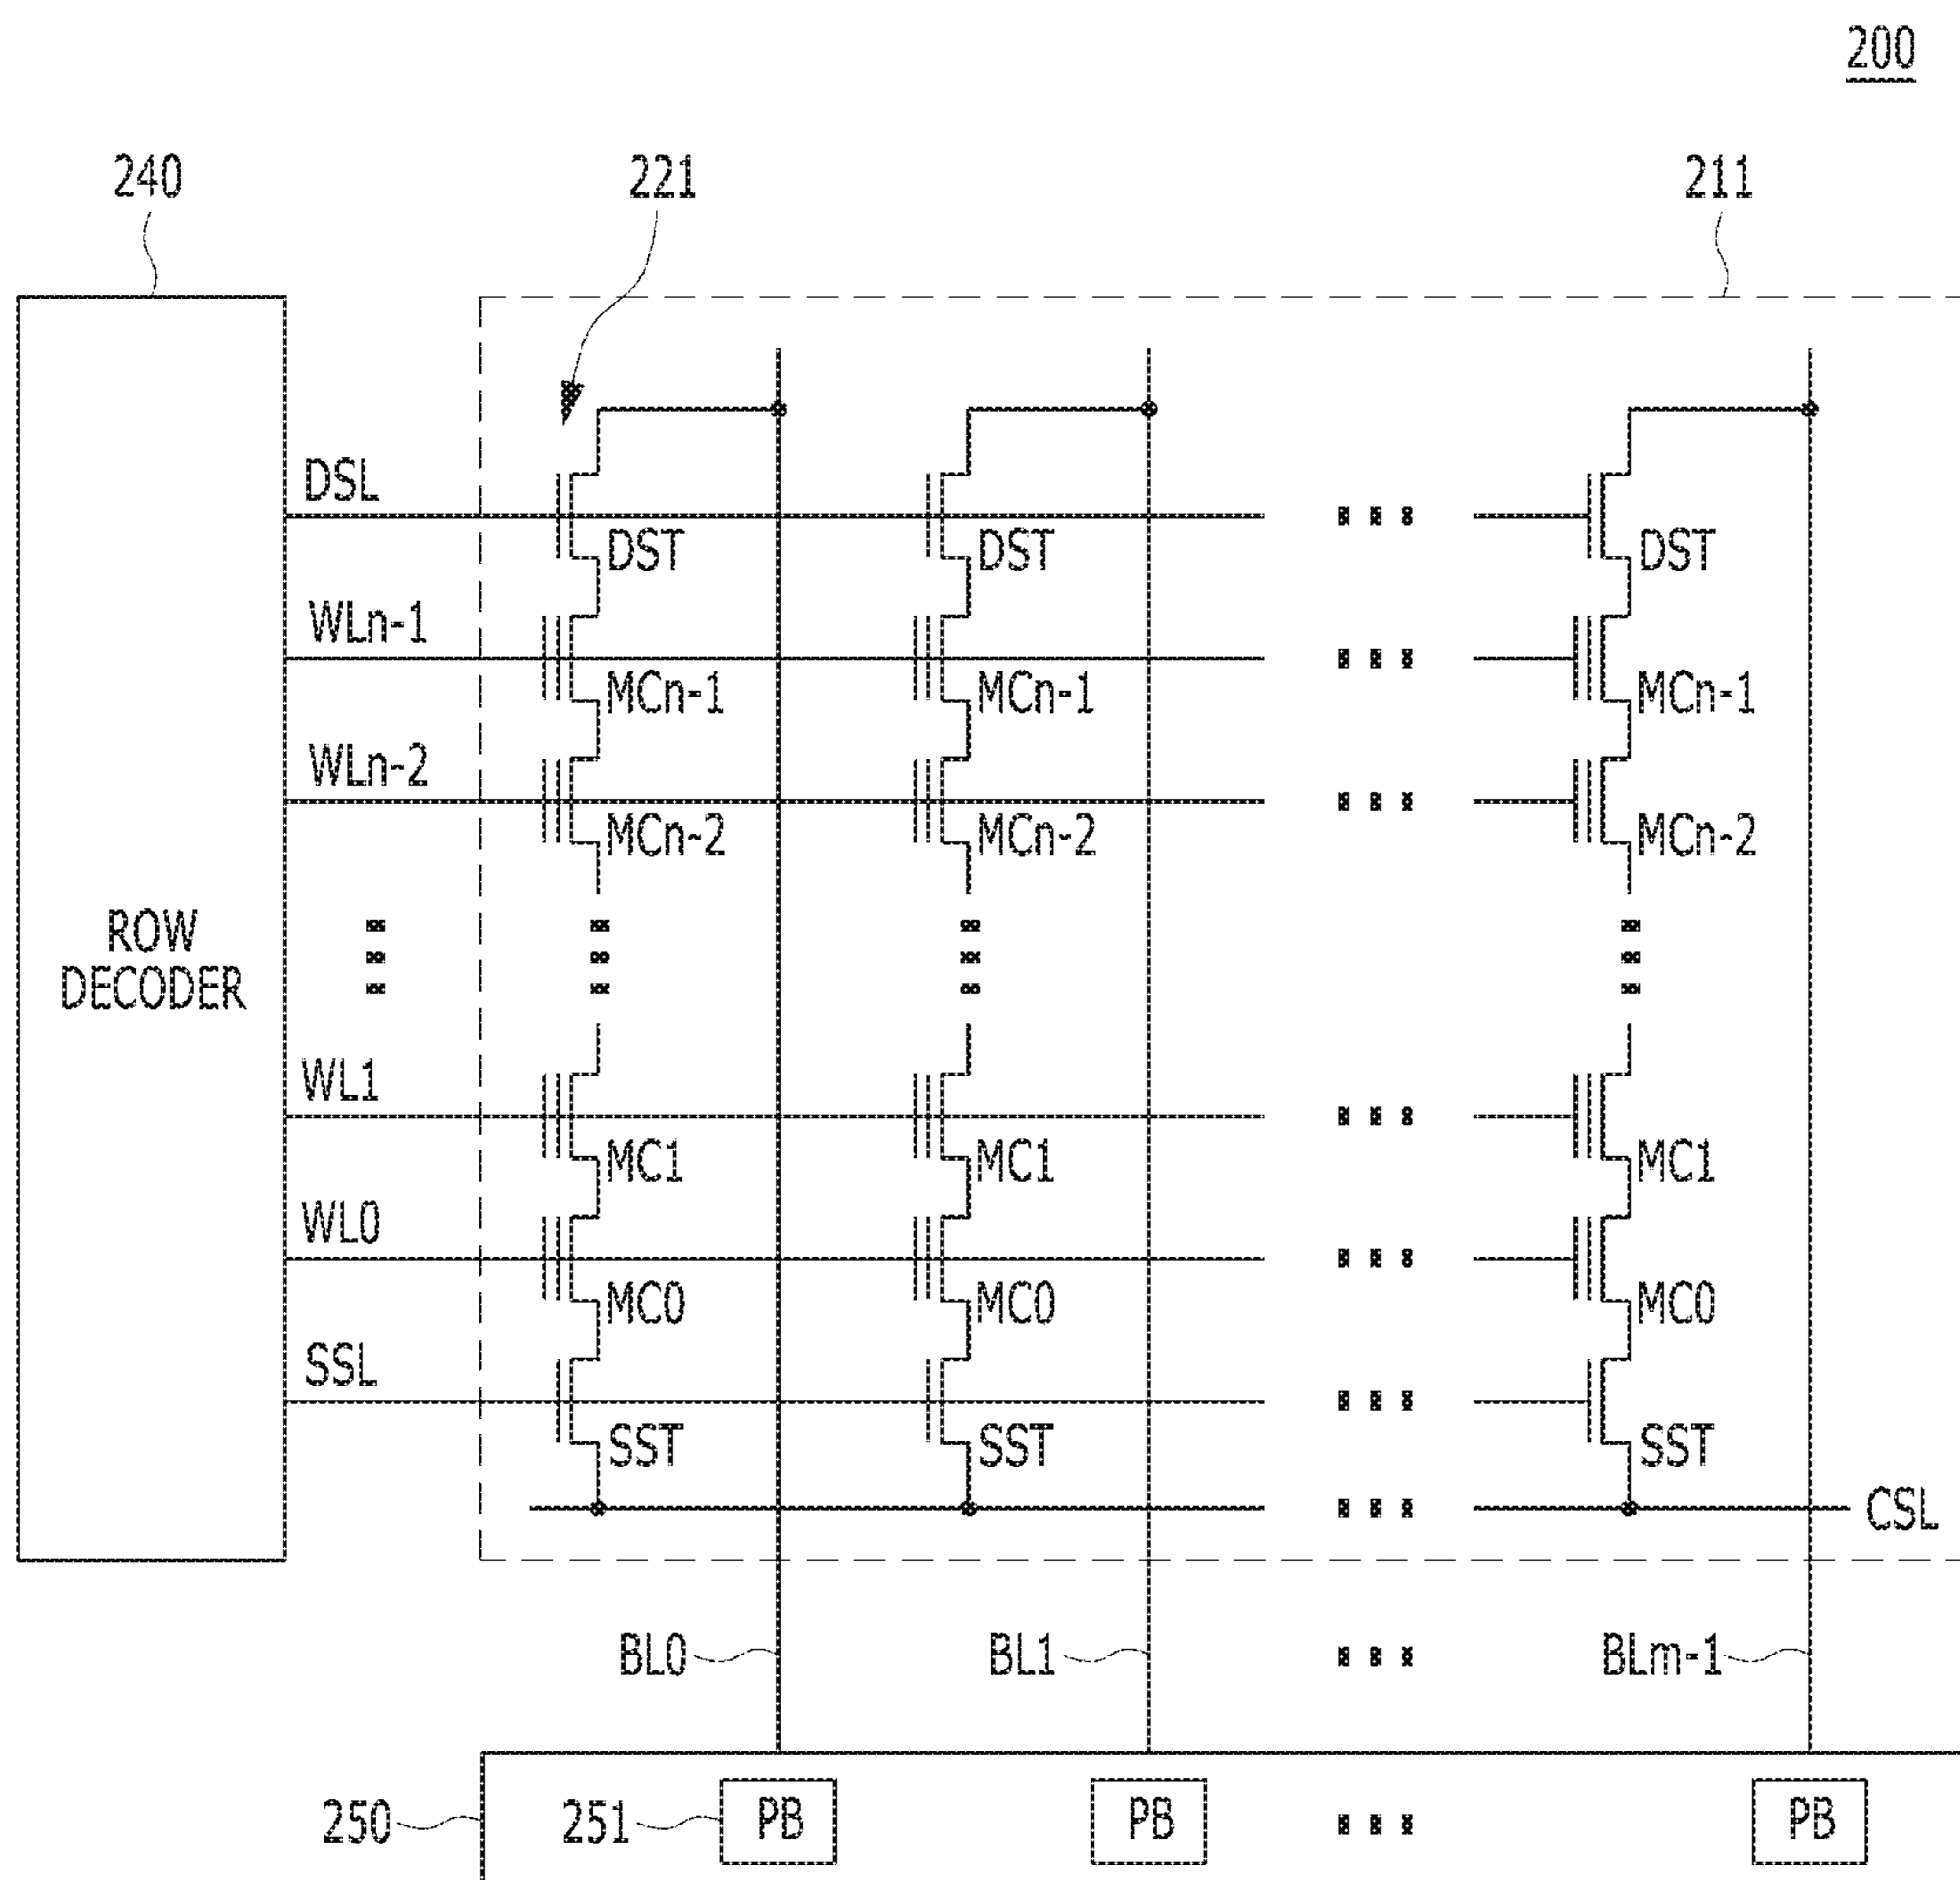 200
240
221
211
DSL
DST DST DST
WLn-1
MCn-1 MCn-1 MCn-1
WLn-2
MCn-2 MCn-2 MCn-2
ROW
DECODER
WL1
MC1 MC1 MC1
WL0
MC0 MC0 MC0
SSL
SST SST SST
CSL
BL0 BL1 BLm-1
250 251 PB PB PB